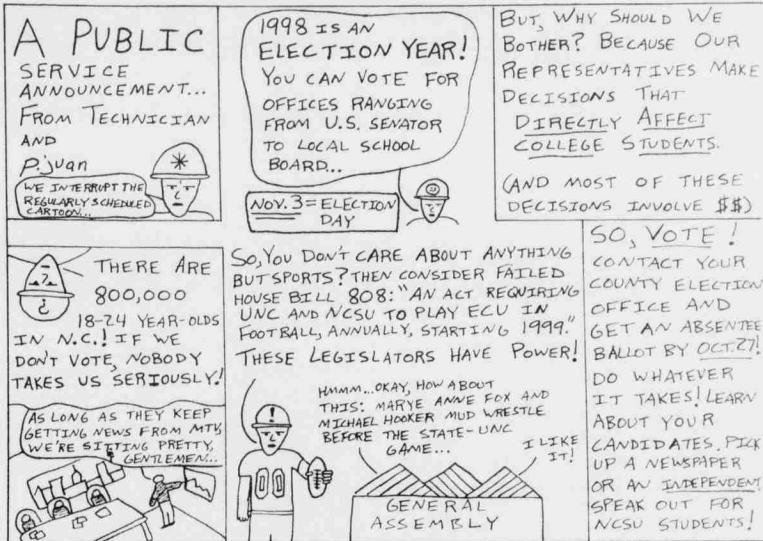 A PUBLIC
SERVICE
ANNOUNCEMENT...
FROM TECHNICIAN
AND
P.'juan
WE INTERRUPT THE
REGULARLY SCHEDULED
CARTOON...
1998 IS AN
ELECTION YEAR!
YOU CAN VOTE FOR
OFFICES RANGING
FROM U.S. SENATOR
TO LOCAL SCHOOL
BOARD...
NOV. 3 = ELECTION
DAY
BUT, WHY SHOULD WE
BOTHER? BECAUSE OUR
REPRESENTATIVES MAKE
DECISIONS THAT
DIRECTLY AFFECT
COLLEGE STUDENTS.
(AND MOST OF THESE
DECISIONS INVOLVE $$)
THERE ARE
800,000
18-24 YEAR-OLDS
IN N.C.! IF WE
DON'T VOTE, NOBODY
TAKES US SERIOUSLY!
AS LONG AS THEY KEEP
GETTING NEWS FROM MTV,
WE'RE SITTING PRETTY,
GENTLEMEN...
SO, YOU DON'T CARE ABOUT ANYTHING
BUT SPORTS? THEN CONSIDER FAILED
HOUSE BILL 808: "AN ACT REQUIRING
UNC AND NCSU TO PLAY ECU IN
FOOTBALL, ANNUALLY, STARTING 1999."
THESE LEGISLATORS HAVE POWER!
HMMM...OKAY, HOW ABOUT
THIS: MARYE ANNE FOX AND
MICHAEL HOOKER MUD WRESTLE
BEFORE THE STATE-UNC
GAME...
I LIKE
IT!
00
GENERAL
ASSEMBLY
SO, VOTE!
CONTACT YOUR
COUNTY ELECTION
OFFICE AND
GET AN ABSENTEE
BALLOT BY OCT. 27!
DO WHATEVER
IT TAKES! LEARN
ABOUT YOUR
CANDIDATES. PICK
UP A NEWSPAPER
OR AN INDEPENDENT.
SPEAK OUT FOR
NCSU STUDENTS!